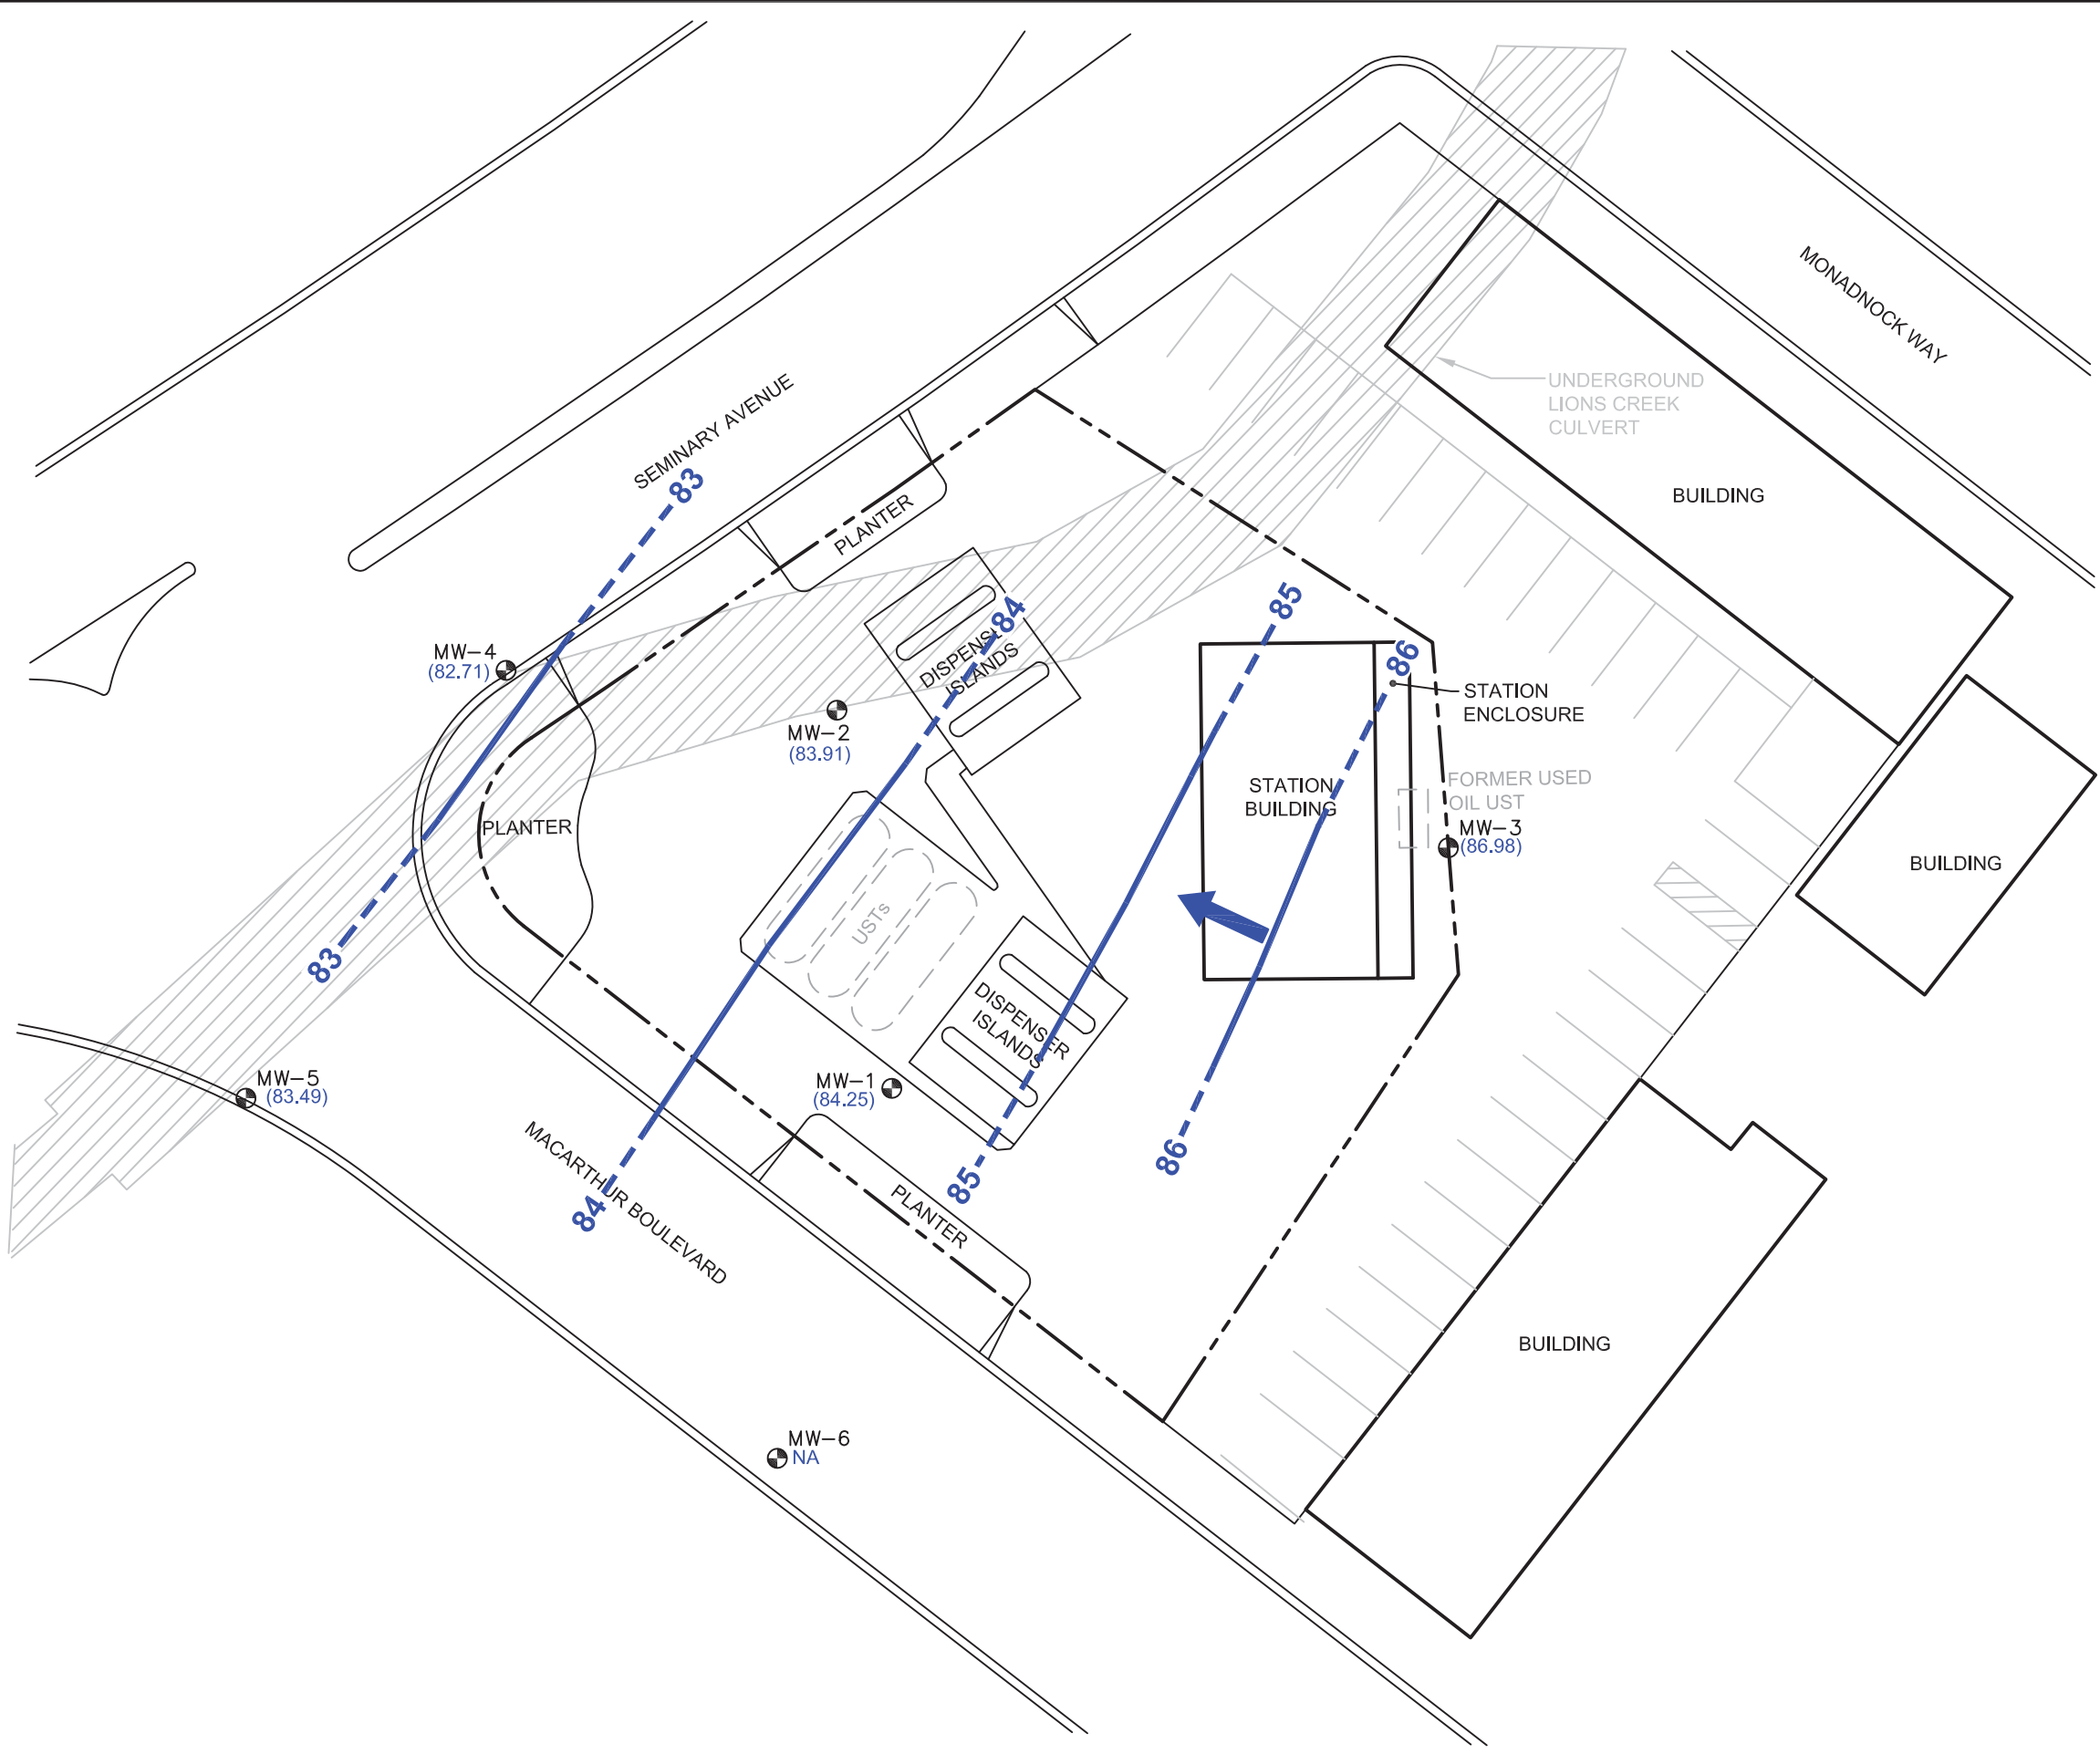 MONADNOCK WAY
UNDERGROUND
LIONS CREEK
CULVERT
SEMINARY AVENUE
83
BUILDING
PLANTER
84
85
DISPENSER
ISLANDS
MW-4
(82.71)
86
STATION
ENCLOSURE
MW-2
(83.91)
STATION
BUILDING
FORMER USED
OIL UST
MW-3
(86.98)
PLANTER
BUILDING
USTs
83
DISPENSER
ISLANDS
MW-5
(83.49)
MW-1
(84.25)
MACARTHUR BOULEVARD
86
85
84
PLANTER
BUILDING
MW-6
NA